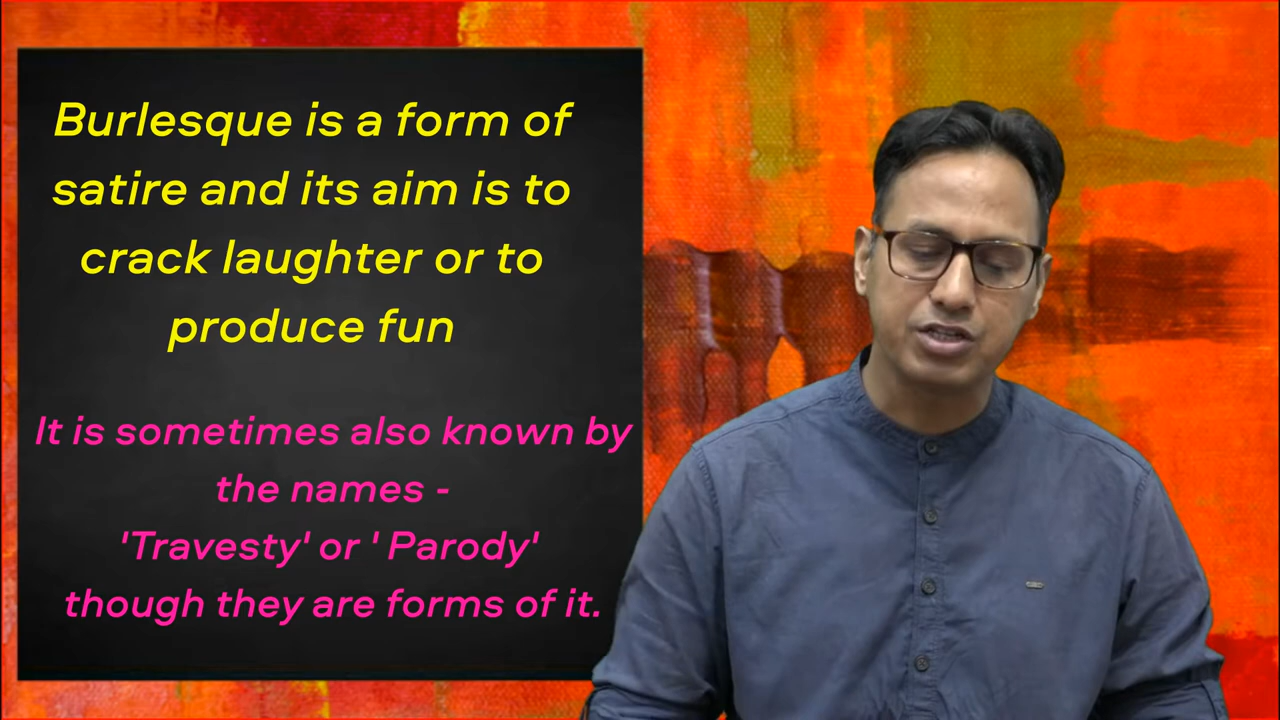 Burlesque is a form of
satire and its aim is to
crack laughter or to
produce fun
It is sometimes also known by
the names -
'Travesty' or ' Parody'
though they are forms of it.